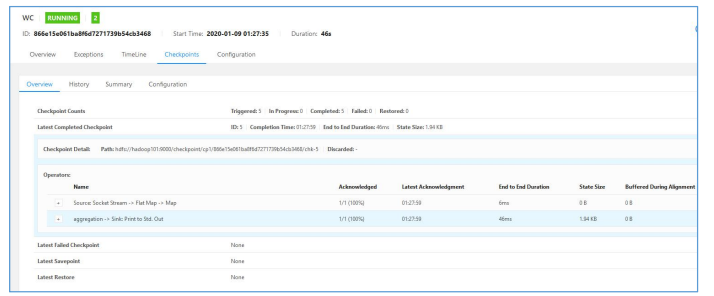 WC RUNNING 2
ID: 866e15e061ba8f6d7271739b54cb3468 Start Time: 2020-01-09 01:27:35 Duration: 46s
Overview Exceptions TimeLine Checkpoints Configuration
Overview History Summary Configuration
Checkpoint Counts Triggered: 5 In Progress: 0 Completed: 5 Failed: 0 Restored: 0
Latest Completed Checkpoint ID: 5 Completion Time: 01:27:59 End to End Duration: 46ms State Size: 1.94 KB
Checkpoint Detail: Path: hdfs://hadoop101:9000/checkpoint/cp1/866e15e061ba8f6d7271739b54cb3468/chk-5 Discarded: -
Operators:
Name Acknowledged Latest Acknowledgment End to End Duration State Size Buffered During Alignment
+ Source: Socket Stream -> Flat Map -> Map 1/1 (100%) 01:27:59 6ms 0 B 0 B
+ aggregation -> Sink: Print to Std. Out 1/1 (100%) 01:27:59 46ms 1.94 KB 0 B
Latest Failed Checkpoint None
Latest Savepoint None
Latest Restore None